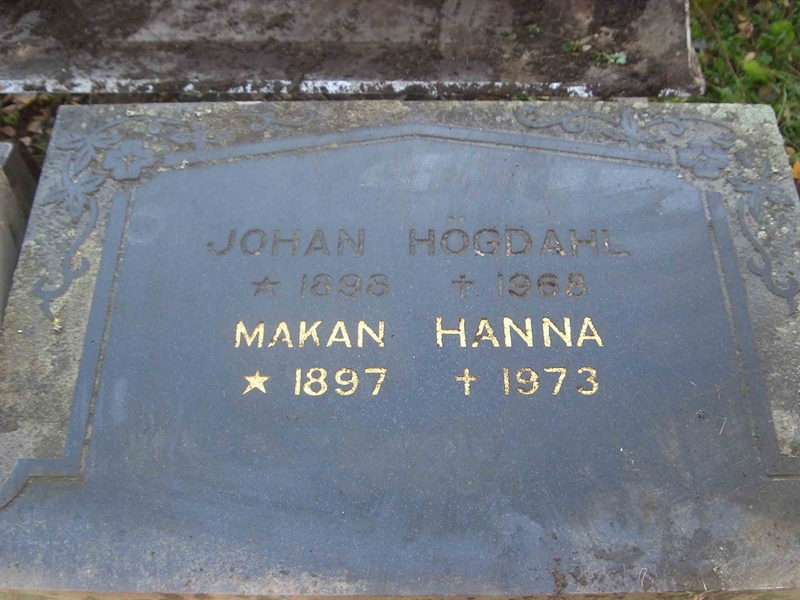 JOHAN HÖGDAHL
★ 1898 ✝ 1968
MAKAN HANNA
★ 1897 ✝ 1973